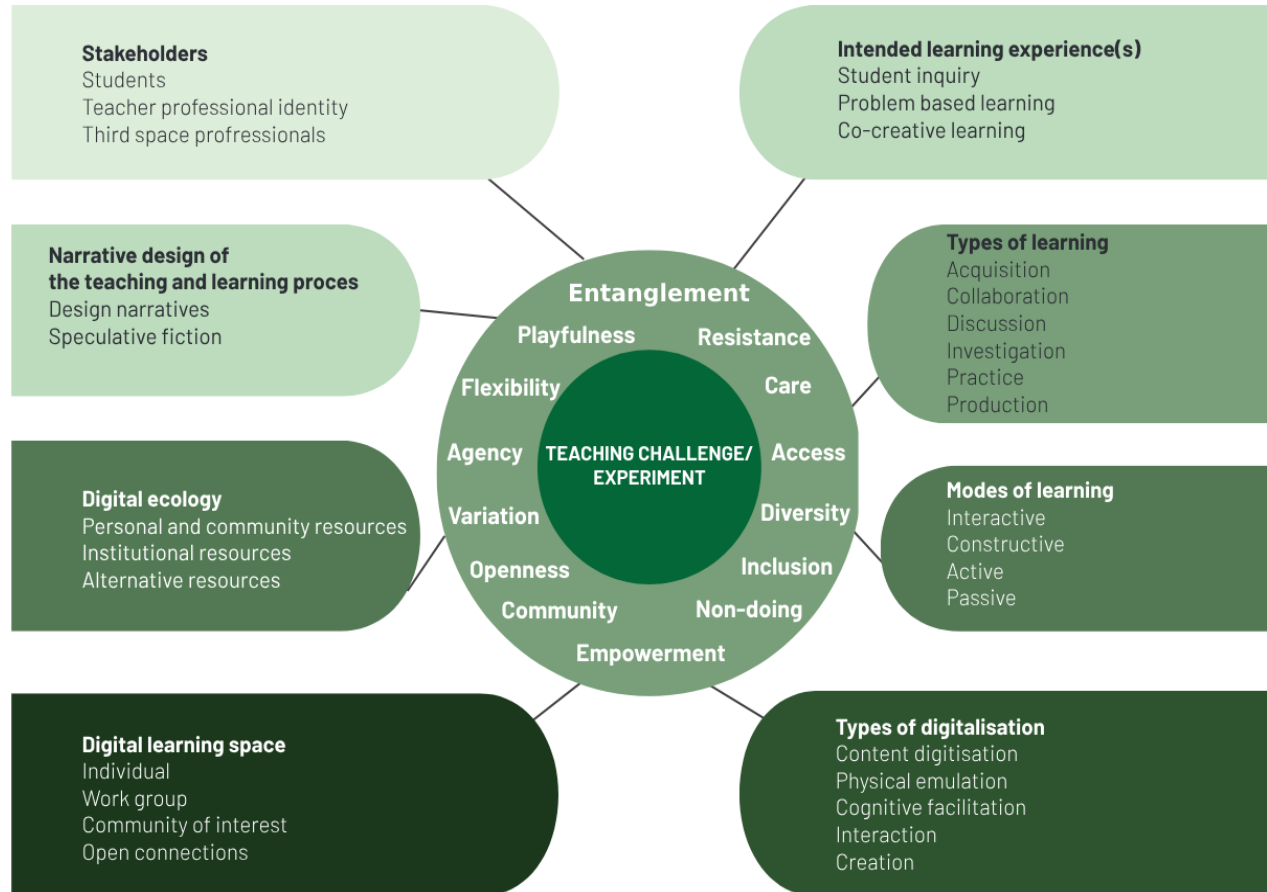 Stakeholders
Students
Teacher professional identity
Third space profressionals
Intended learning experience(s)
Student inquiry
Problem based learning
Co-creative learning
Narrative design of
the teaching and learning proces
Design narratives
Speculative fiction
Types of learning
Acquisition
Collaboration
Discussion
Investigation
Practice
Production
Entanglement
Playfulness
Resistance
Flexibility
Care
Agency
TEACHING CHALLENGE/
EXPERIMENT
Access
Variation
Diversity
Openness
Inclusion
Community
Non-doing
Empowerment
Digital ecology
Personal and community resources
Institutional resources
Alternative resources
Modes of learning
Interactive
Constructive
Active
Passive
Digital learning space
Individual
Work group
Community of interest
Open connections
Types of digitalisation
Content digitisation
Physical emulation
Cognitive facilitation
Interaction
Creation